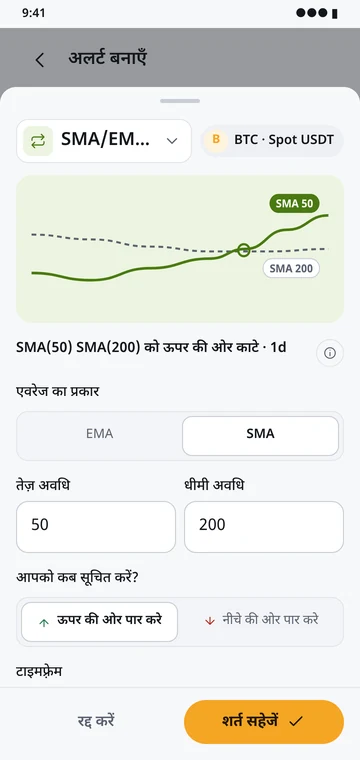 9:41
अलर्ट बनाएँ
SMA/EM...
B BTC · Spot USDT
SMA 50
SMA 200
SMA(50) SMA(200) को ऊपर की ओर काटे · 1d
एवरेज का प्रकार
EMA SMA
तेज़ अवधि धीमी अवधि
50 200
आपको कब सूचित करें?
ऊपर की ओर पार करे नीचे की ओर पार करे
टाइमफ़्रेम
रद्द करें शर्त सहेजें